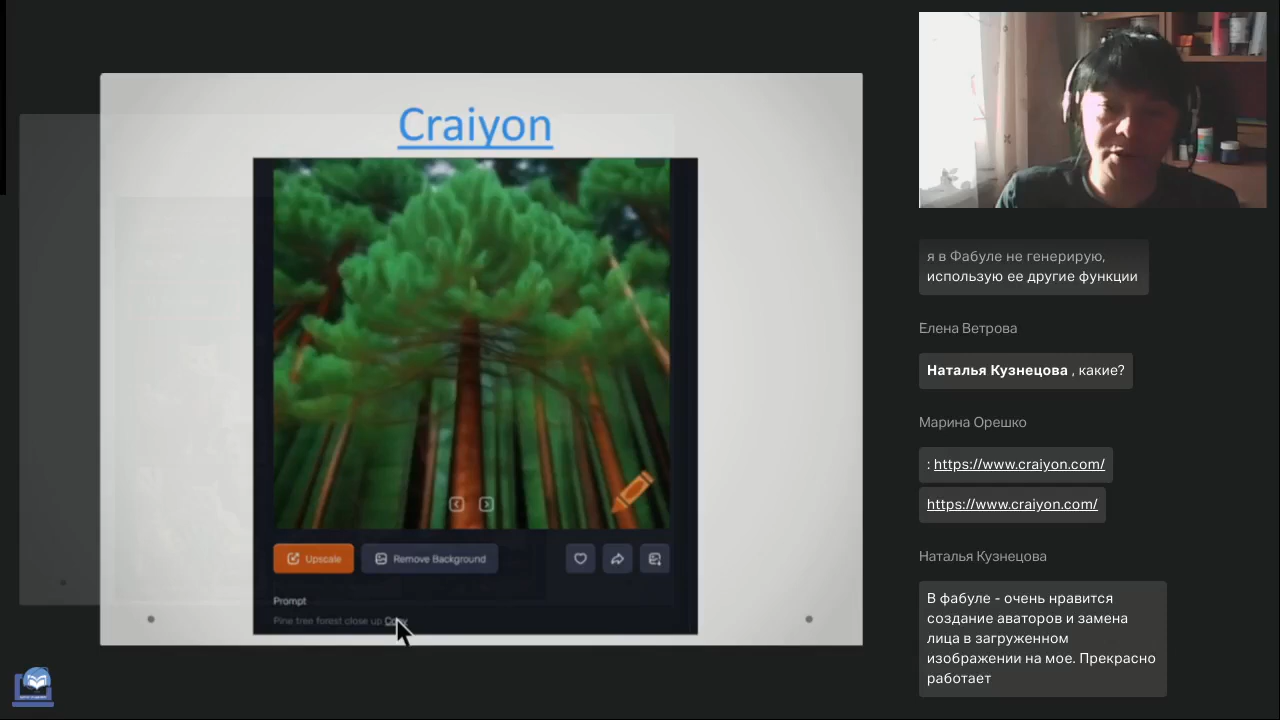 Craiyon
Upscale
Remove Background
Prompt
Pine tree forest close up Copy
я в Фабуле не генерирую,
использую ее другие функции
Елена Ветрова
Наталья Кузнецова , какие?
Марина Орешко
: https://www.craiyon.com/
https://www.craiyon.com/
Наталья Кузнецова
В фабуле - очень нравится
создание аваторов и замена
лица в загруженном
изображении на мое. Прекрасно
работает